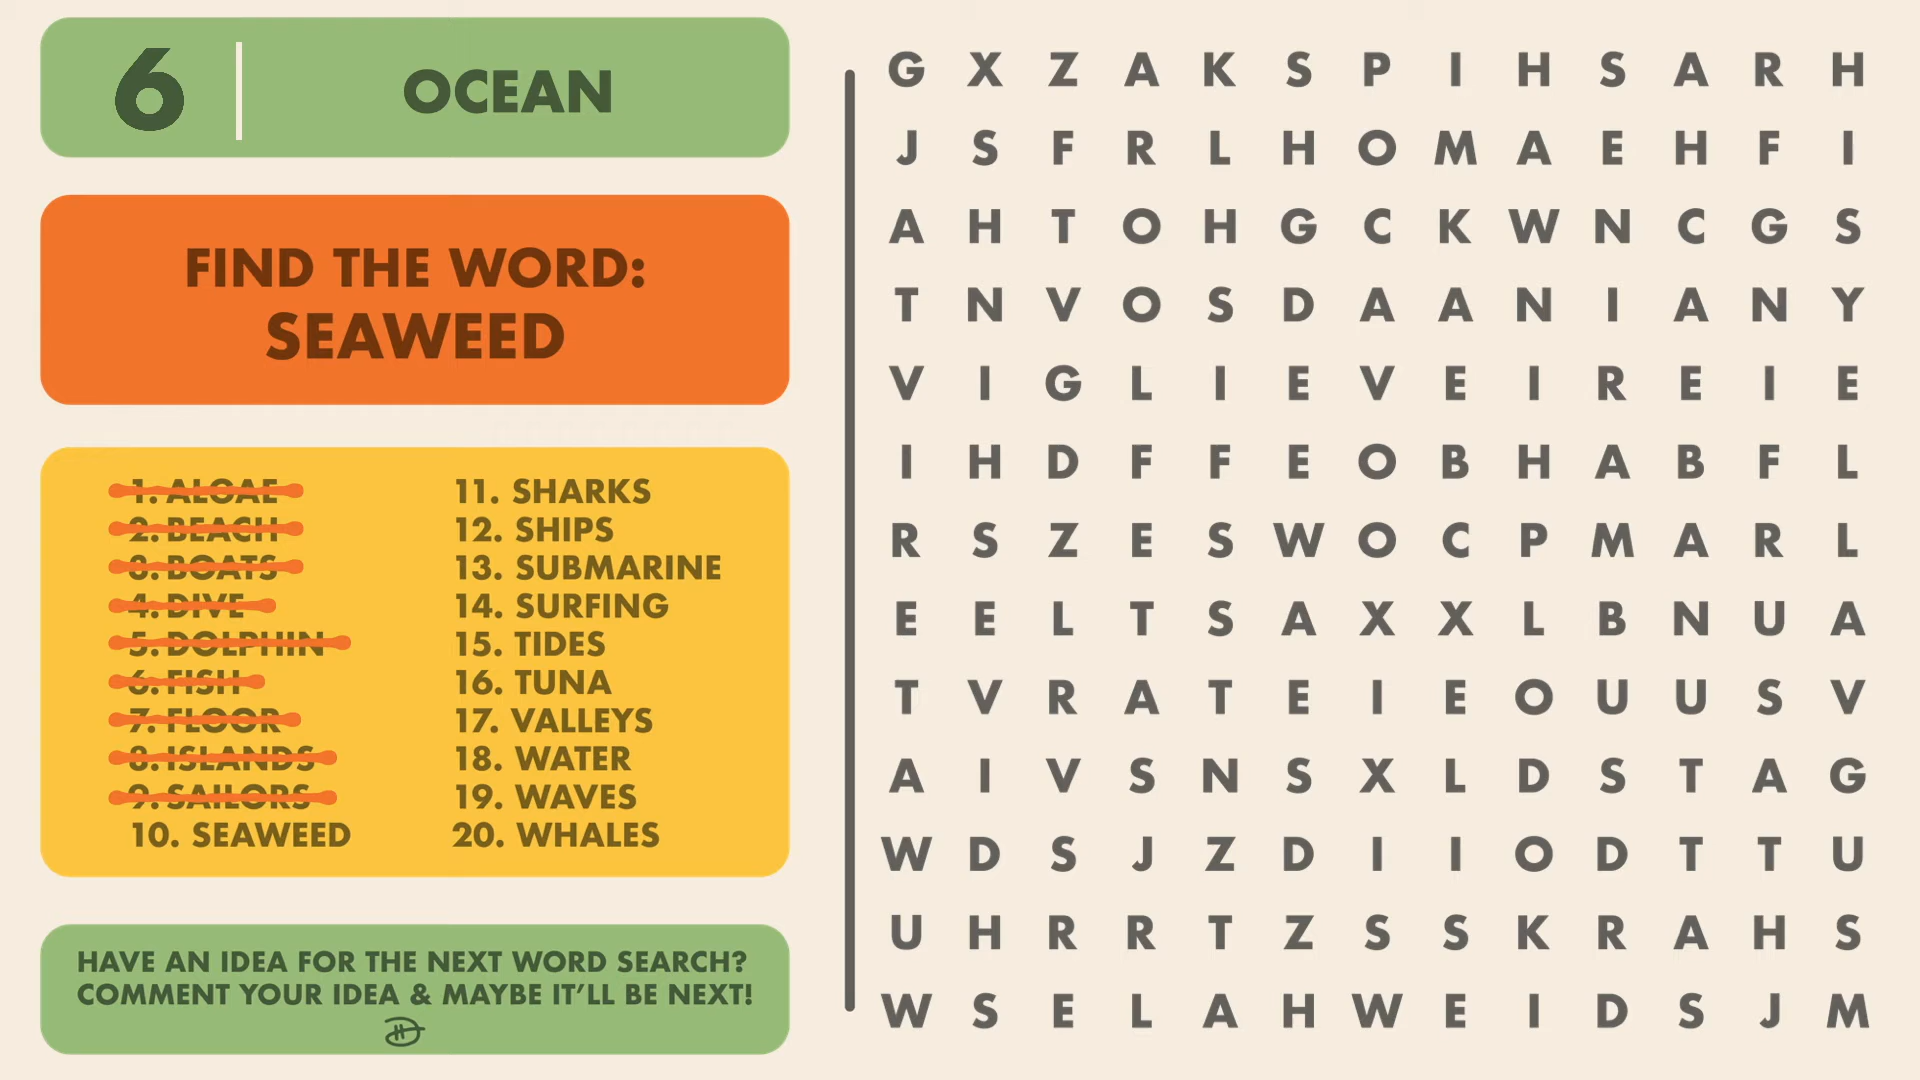 6 | OCEAN
FIND THE WORD:
SEAWEED
1. ALGAE
2. BEACH
3. BOATS
4. DIVE
5. DOLPHIN
6. FISH
7. FLOOR
8. ISLANDS
9. SAILORS
10. SEAWEED
11. SHARKS
12. SHIPS
13. SUBMARINE
14. SURFING
15. TIDES
16. TUNA
17. VALLEYS
18. WATER
19. WAVES
20. WHALES
HAVE AN IDEA FOR THE NEXT WORD SEARCH?
COMMENT YOUR IDEA & MAYBE IT'LL BE NEXT!
G X Z A K S P I H S A R H
J S F R L H O M A E H F I
A H T O H G C K W N C G S
T N V O S D A A N I A N Y
V I G L I E V E I R E I E
I H D F F E O B H A B F L
R S Z E S W O C P M A R L
E E L T S A X X L B N U A
T V R A T E I E O U U S V
A I V S N S X L D S T A G
W D S J Z D I I O D T T U
U H R R T Z S S K R A H S
W S E L A H W E I D S J M